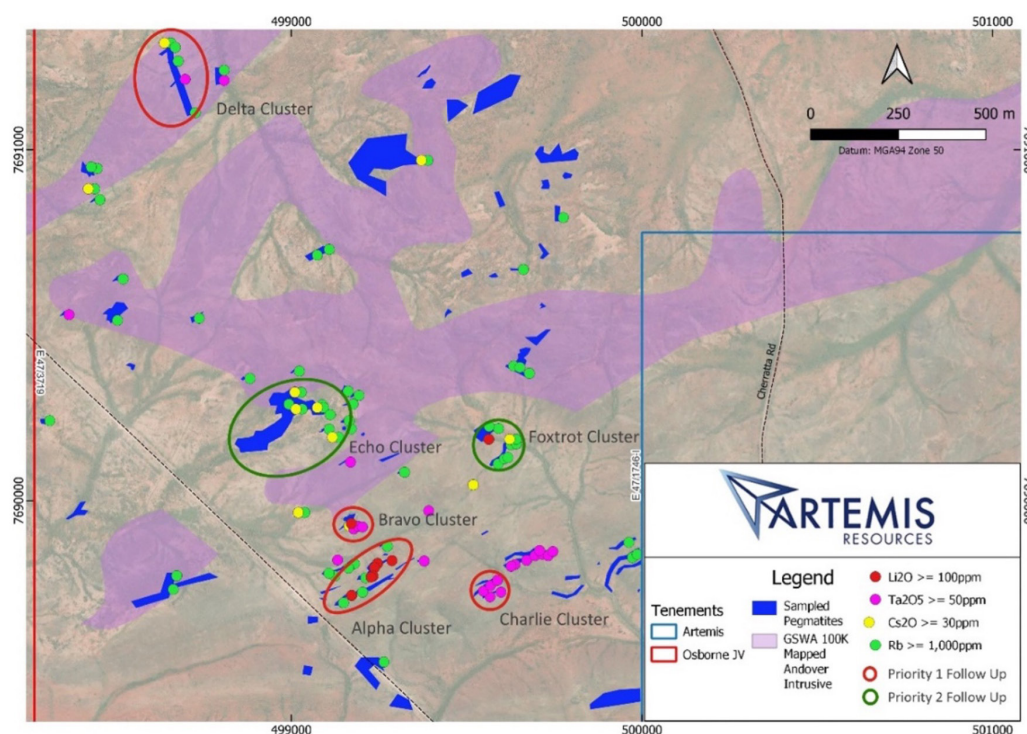 499000
500000
501000
Delta Cluster
0
250
500 m
Datum: MGA94 Zone 50
7691000
7691000
E 47/3719
Cherratta Rd
Echo Cluster
Foxtrot Cluster
E 47/1746-I
7690000
7690000
Bravo Cluster
Alpha Cluster
Charlie Cluster
ARTEMIS
RESOURCES
Legend
Tenements
Artemis
Osborne JV
Sampled
Pegmatites
GSWA 100K
Mapped
Andover
Intrusive
Li2O >= 100ppm
Ta2O5 >= 50ppm
Cs2O >= 30ppm
Rb >= 1,000ppm
Priority 1 Follow Up
Priority 2 Follow Up
499000
500000
501000